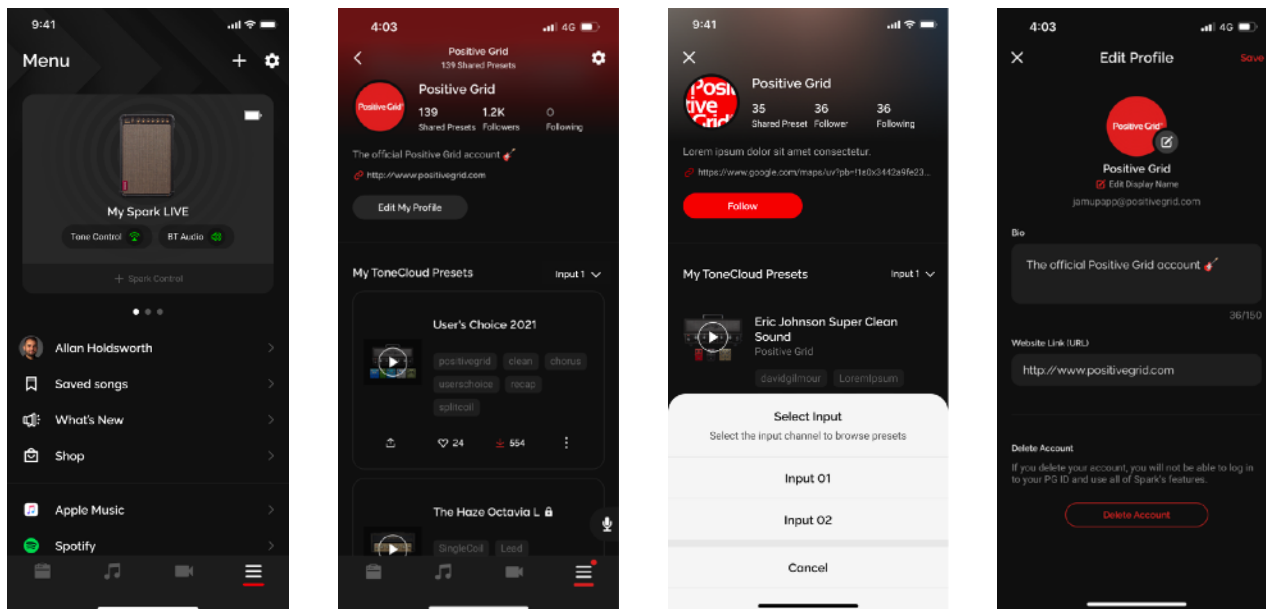 9:41
Menu
My Spark LIVE
Tone Control
BT Audio
+ Spark Control
Allan Holdsworth
Saved songs
What's New
Shop
Apple Music
Spotify
4:03
4G
Positive Grid
139 Shared Presets
Positive Grid
Positive Grid
139 1.2K 0
Shared Presets Followers Following
The official Positive Grid account 🎸
http://www.positivegrid.com
Edit My Profile
My ToneCloud Presets
Input 1
User's Choice 2021
positivegrid clean chorus
userschoice recap
splitcoil
24 554
The Haze Octavia L
SingleCoil Lead
9:41
Positive Grid
Positive Grid
35 36 36
Shared Preset Follower Following
Lorem ipsum dolor sit amet consectetur.
https://www.google.com/maps/uv?pb=!1e0x3442a9fe23...
Follow
My ToneCloud Presets
Input 1
Eric Johnson Super Clean
Sound
Positive Grid
davidgilmour LoremIpsum
Select Input
Select the input channel to browse presets
Input 01
Input 02
Cancel
4:03
4G
Edit Profile
Save
Positive Grid
Positive Grid
Edit Display Name
jamupapp@positivegrid.com
Bio
The official Positive Grid account 🎸
36/150
Website Link (URL)
http://www.positivegrid.com
Delete Account
If you delete your account, you will not be able to log in
to your PG ID and use all of Spark's features.
Delete Account